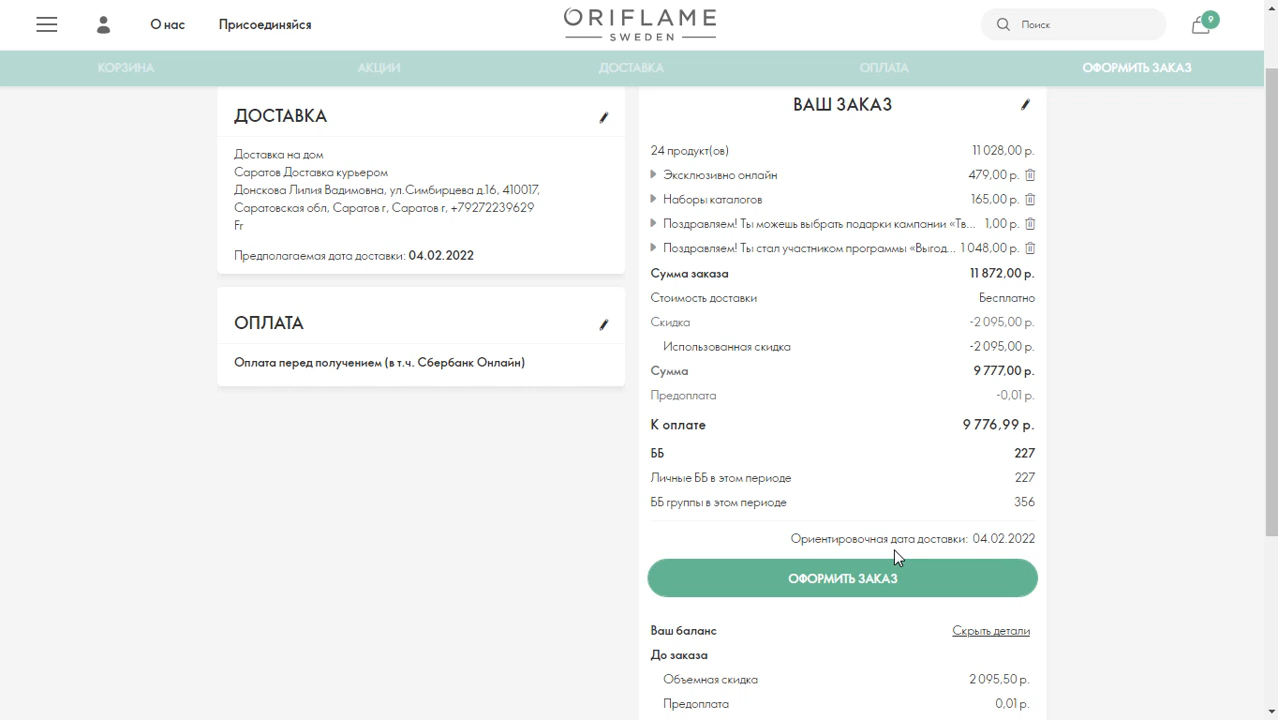 О нас
Присоединяйся
ORIFLAME
SWEDEN
Поиск
9
КОРЗИНА
АКЦИИ
ДОСТАВКА
ОПЛАТА
ОФОРМИТЬ ЗАКАЗ
ДОСТАВКА
Доставка на дом
Саратов Доставка курьером
Донскова Лилия Вадимовна, ул.Симбирцева д.16, 410017,
Саратовская обл, Саратов г, Саратов г, +79272239629
Fr
Предполагаемая дата доставки: 04.02.2022
ОПЛАТА
Оплата перед получением (в т.ч. Сбербанк Онлайн)
ВАШ ЗАКАЗ
24 продукт(ов) 11 028,00 р.
Эксклюзивно онлайн 479,00 р.
Наборы каталогов 165,00 р.
Поздравляем! Ты можешь выбрать подарки кампании «Тв... 1,00 р.
Поздравляем! Ты стал участником программы «Выгод... 1 048,00 р.
Сумма заказа 11 872,00 р.
Стоимость доставки Бесплатно
Скидка -2 095,00 р.
Использованная скидка -2 095,00 р.
Сумма 9 777,00 р.
Предоплата -0,01 р.
К оплате 9 776,99 р.
ББ 227
Личные ББ в этом периоде 227
ББ группы в этом периоде 356
Ориентировочная дата доставки: 04.02.2022
ОФОРМИТЬ ЗАКАЗ
Ваш баланс Скрыть детали
До заказа
Объемная скидка 2 095,50 р.
Предоплата 0,01 р.